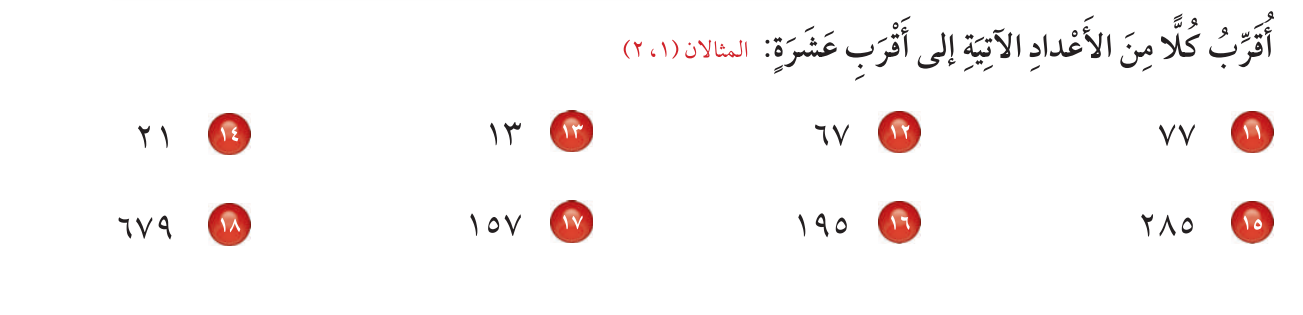 أُقَرِّبُ كُلًّا مِنَ الأَعْدادِ الآتِيَةِ إلى أَقْرَبِ عَشَرَةٍ: المثالان (١، ٢)
١١ ٧٧ ١٢ ٦٧ ١٣ ١٣ ١٤ ٢١
١٥ ٢٨٥ ١٦ ١٩٥ ١٧ ١٥٧ ١٨ ٦٧٩